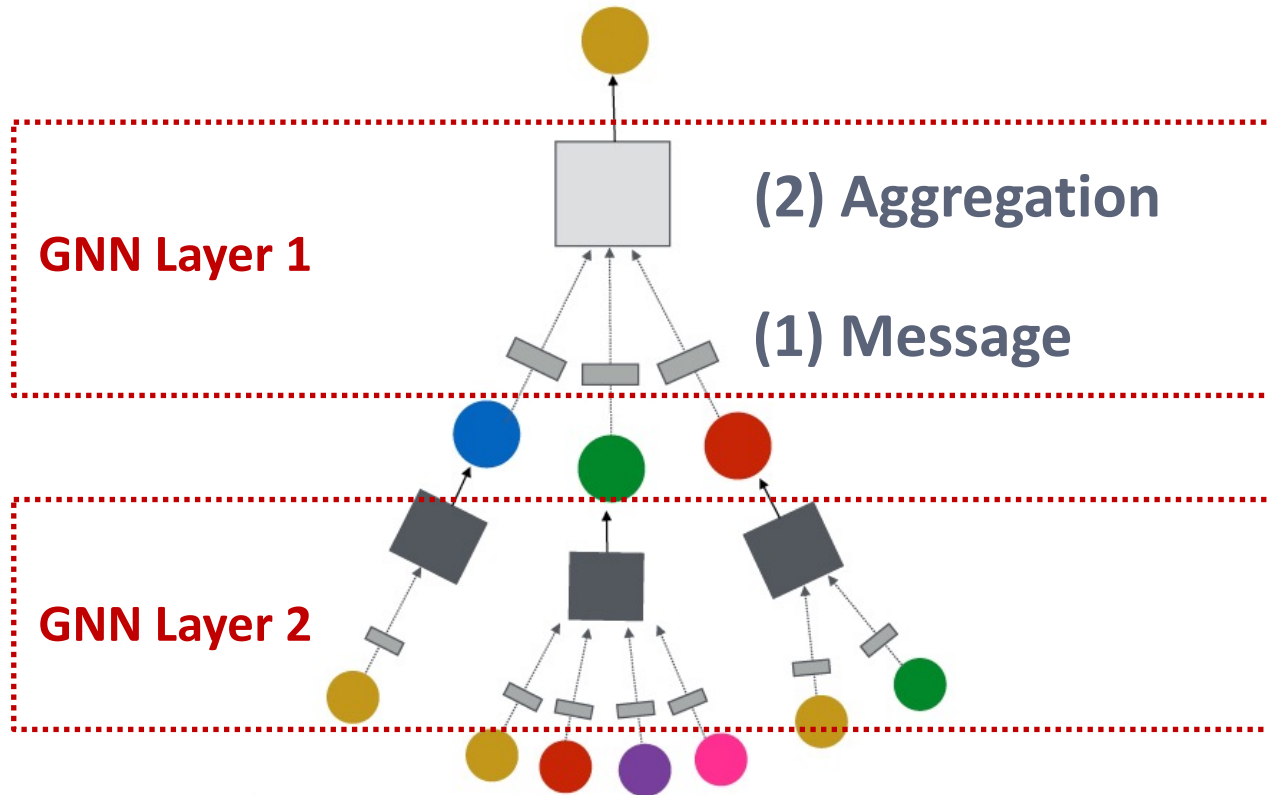 (2) Aggregation
GNN Layer 1
(1) Message
GNN Layer 2